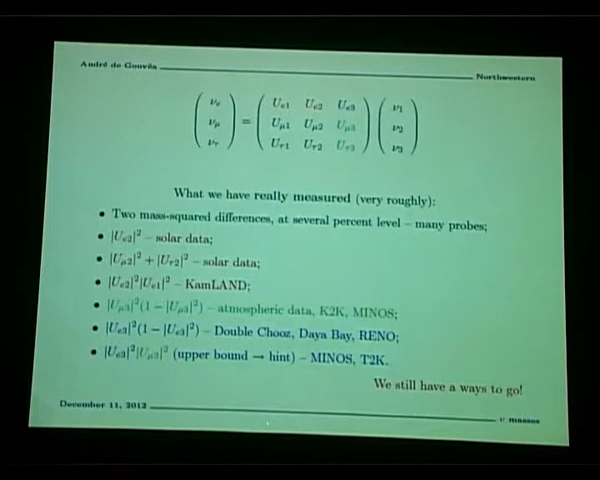 André de Gouvêa
Northwestern
νe = Ue1 Ue2 Ue3 ν1
νμ Uμ1 Uμ2 Uμ3 ν2
ντ Uτ1 Uτ2 Uτ3 ν3
What we have really measured (very roughly):
• Two mass-squared differences, at several percent level – many probes;
• |Ue2|² – solar data;
• |Uμ2|² + |Uτ2|² – solar data;
• |Ue2|²|Ue1|² – KamLAND;
• |Uμ3|²(1 − |Uμ3|²) – atmospheric data, K2K, MINOS;
• |Ue3|²(1 − |Ue3|²) – Double Chooz, Daya Bay, RENO;
• |Ue3|²|Uμ3|² (upper bound → hint) – MINOS, T2K.
We still have a ways to go!
December 11, 2012
ν Masses